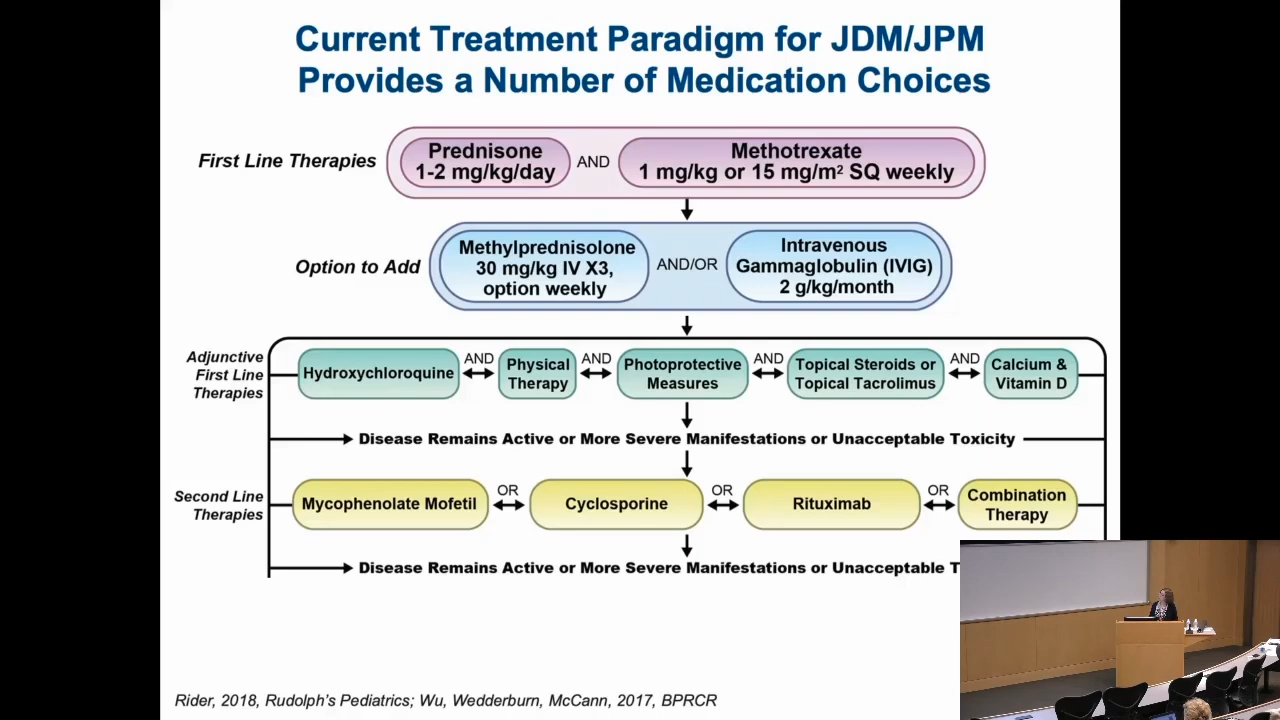 Current Treatment Paradigm for JDM/JPM
Provides a Number of Medication Choices
First Line Therapies
Prednisone
1-2 mg/kg/day
AND
Methotrexate
1 mg/kg or 15 mg/m² SQ weekly
Option to Add
Methylprednisolone
30 mg/kg IV X3,
option weekly
AND/OR
Intravenous
Gammaglobulin (IVIG)
2 g/kg/month
Adjunctive
First Line
Therapies
Hydroxychloroquine
AND
Physical
Therapy
AND
Photoprotective
Measures
AND
Topical Steroids or
Topical Tacrolimus
AND
Calcium &
Vitamin D
Disease Remains Active or More Severe Manifestations or Unacceptable Toxicity
Second Line
Therapies
Mycophenolate Mofetil
OR
Cyclosporine
OR
Rituximab
OR
Combination
Therapy
Disease Remains Active or More Severe Manifestations or Unacceptable T
Rider, 2018, Rudolph's Pediatrics; Wu, Wedderburn, McCann, 2017, BPRCR